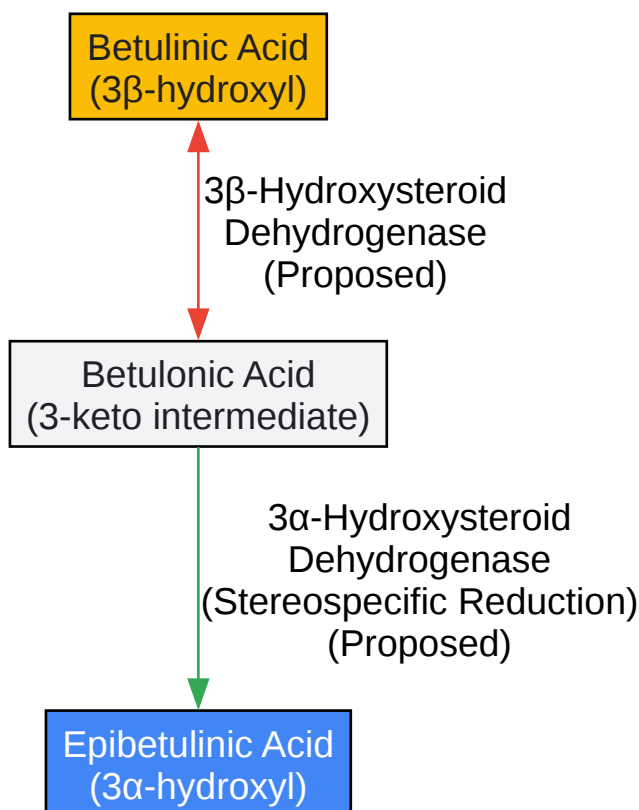 Betulinic Acid
(3β-hydroxyl)
3β-Hydroxysteroid
Dehydrogenase
(Proposed)
Betulonic Acid
(3-keto intermediate)
3α-Hydroxysteroid
Dehydrogenase
(Stereospecific Reduction)
(Proposed)
Epibetulinic Acid
(3α-hydroxyl)